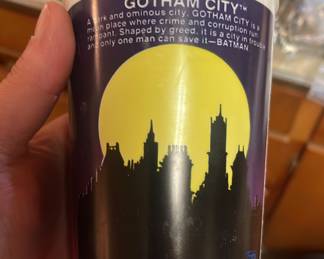 GOTHAM CITY™
A dark and ominous city. GOTHAM CITY is a
mean place where crime and corruption run
rampant. Shaped by greed, it is a city in trouble
and only one man can save it—BATMAN